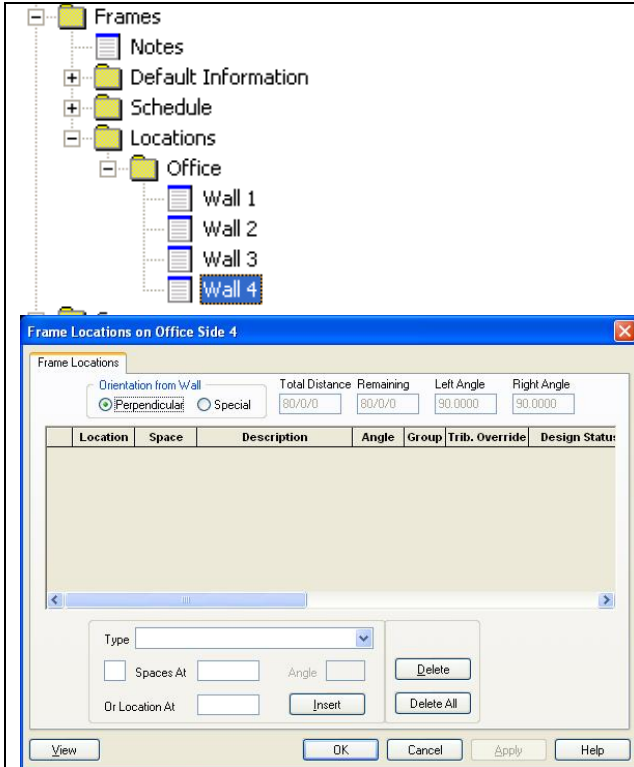 Frames
Notes
Default Information
Schedule
Locations
Office
Wall 1
Wall 2
Wall 3
Wall 4
Frame Locations on Office Side 4
Frame Locations
Orientation from Wall Total Distance Remaining Left Angle Right Angle
Perpendicular Special 80/0/0 80/0/0 90.0000 90.0000
Location Space Description Angle Group Trib. Override Design Status
Type
Spaces At Angle Delete
Or Location At Insert Delete All
View OK Cancel Apply Help